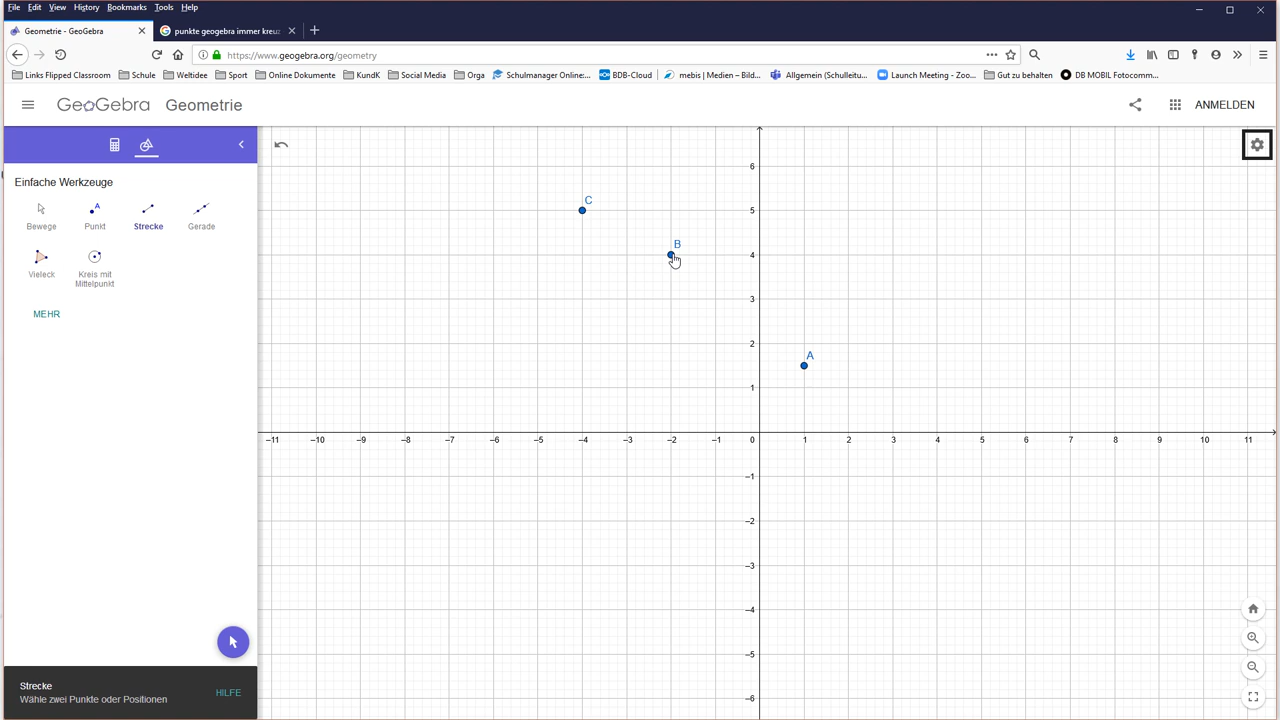 File Edit View History Bookmarks Tools Help
Geometrie - GeoGebra
punkte geogebra immer kreuz
https://www.geogebra.org/geometry
Links Flipped Classroom Schule Weltidee Sport Online Dokumente KundK Social Media Orga Schulmanager Online:... BDB-Cloud mebis | Medien – Bild... Allgemein (Schulleitu... Launch Meeting - Zoo... Gut zu behalten DB MOBIL Fotocomm...
GeoGebra Geometrie ANMELDEN
Einfache Werkzeuge
Bewege Punkt Strecke Gerade
Vieleck Kreis mit Mittelpunkt
MEHR
Strecke
Wähle zwei Punkte oder Positionen
HILFE
C
B
A
6
5
4
3
2
1
–11 –10 –9 –8 –7 –6 –5 –4 –3 –2 –1 0 1 2 3 4 5 6 7 8 9 10 11
–1
–2
–3
–4
–5
–6